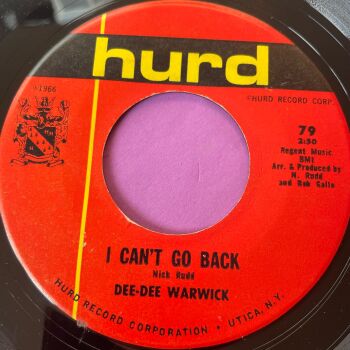 hurd
©1966
©HURD RECORD CORP.
79
2:50
Regent Music
BMI
Arr. & Produced by
N. Rudd
and Rob Gallo
I CAN'T GO BACK
Nick Rudd
DEE-DEE WARWICK
HURD RECORD CORPORATION • UTICA, N.Y.